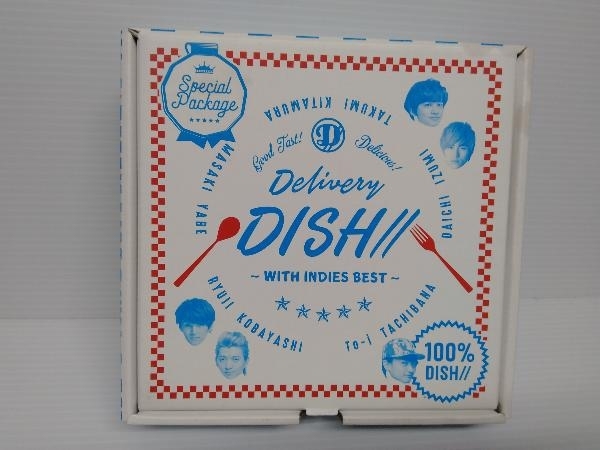 Special
Package
TAKUMI KITAMURA
D
Good Tast!
Delicious!
MASAKI YABE
DAICHI IZUMI
Delivery
DISH//
~ WITH INDIES BEST ~
RYUJI KOBAYASHI
To-i TACHIBANA
100%
DISH//